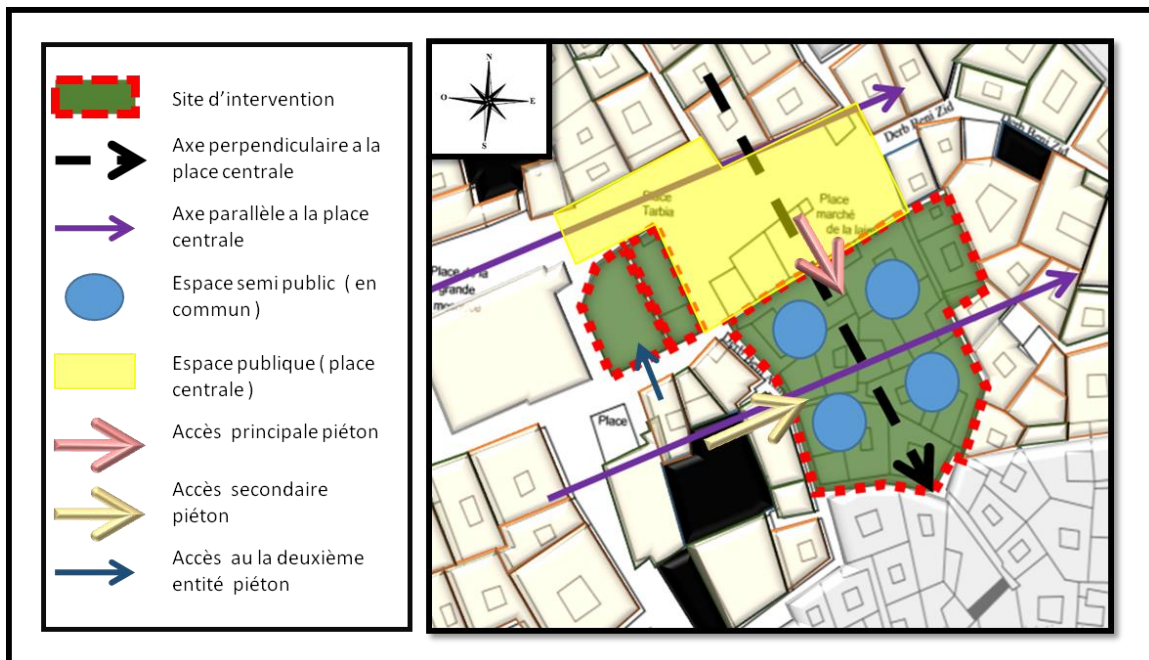 Site d'intervention
Axe perpendiculaire a la
place centrale
Axe parallèle a la place
centrale
Espace semi public ( en
commun )
Espace publique ( place
centrale )
Accès principale piéton
Accès secondaire
piéton
Accès au la deuxième
entité piéton
N
O
E
S
Derb Beni Zid
Derb Beni Zid
Place
Tarbia
Place
marché
de la laie
Place de la
grande
Place